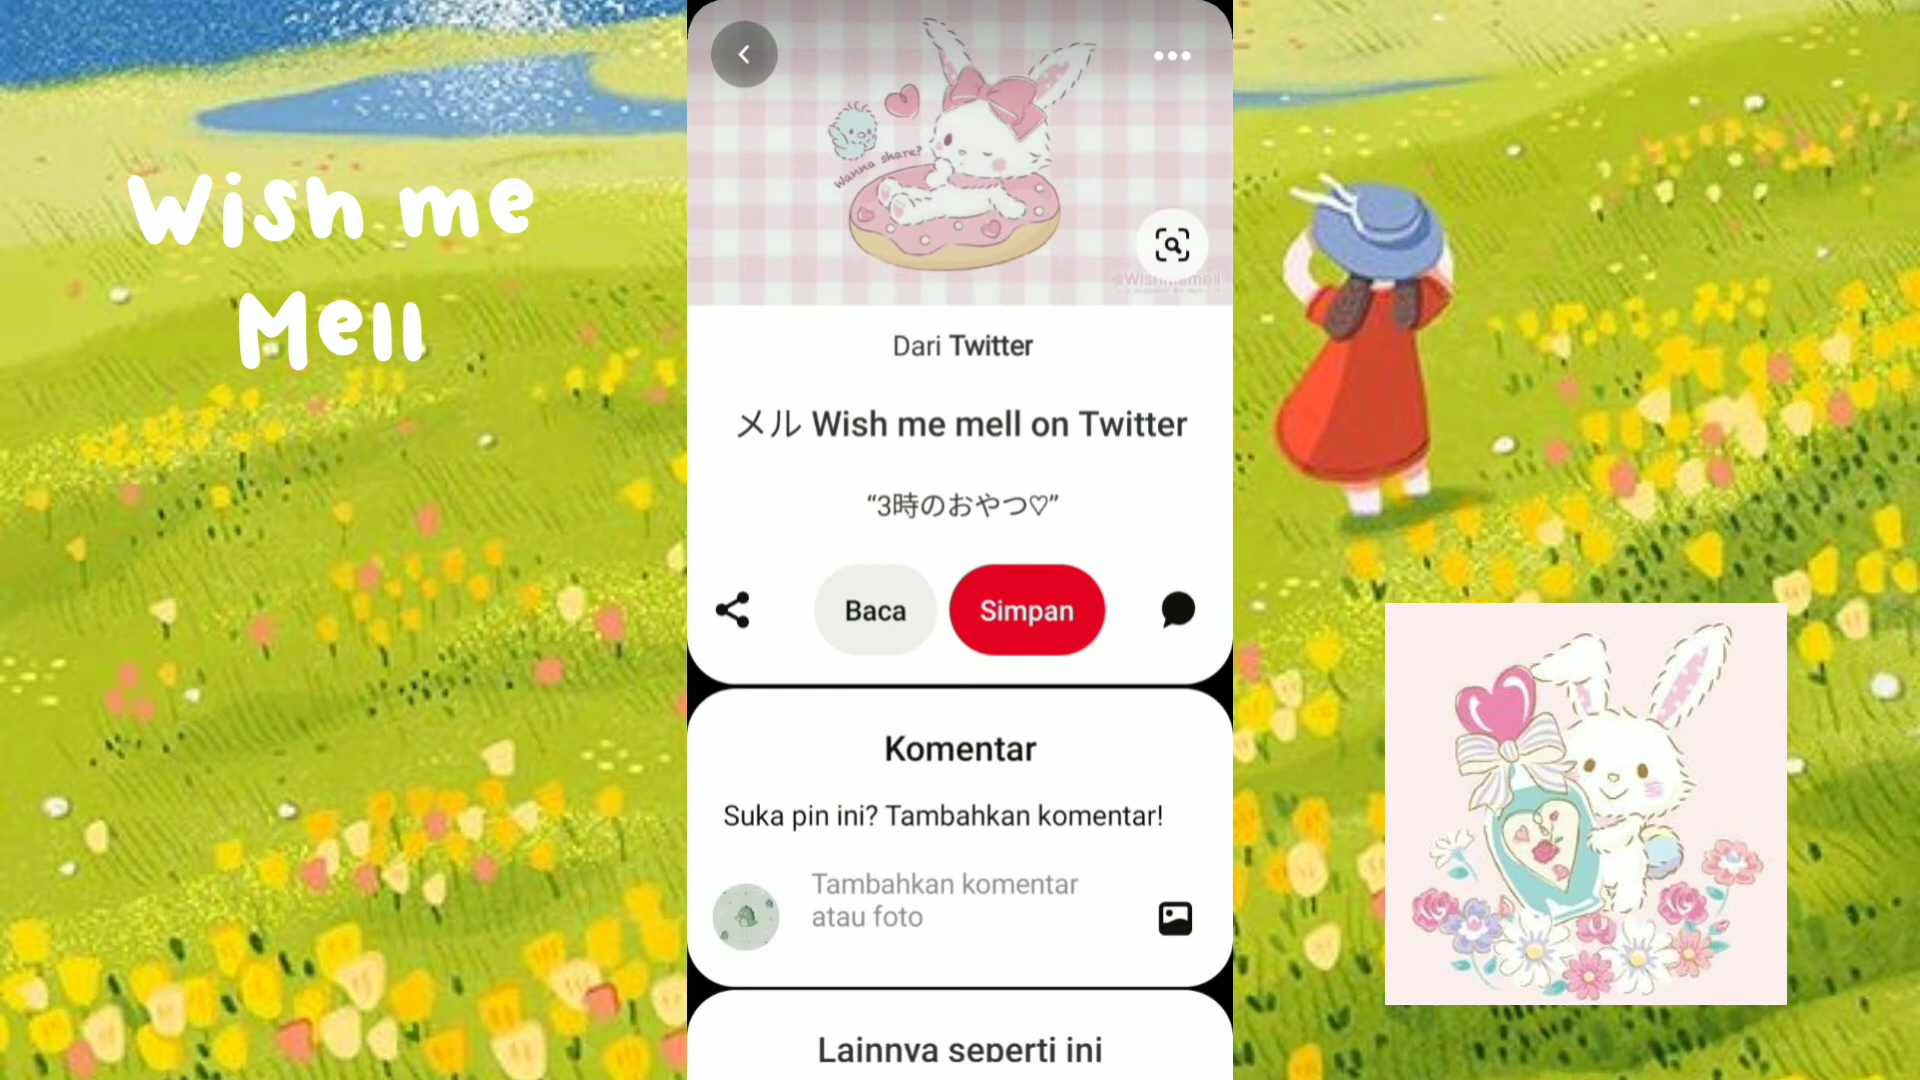 Wish me
Mell
wanna share?
@Wishmemell
Dari Twitter
メル Wish me mell on Twitter
“3時のおやつ♡”
Baca
Simpan
Komentar
Suka pin ini? Tambahkan komentar!
Tambahkan komentar
atau foto
Lainnya seperti ini